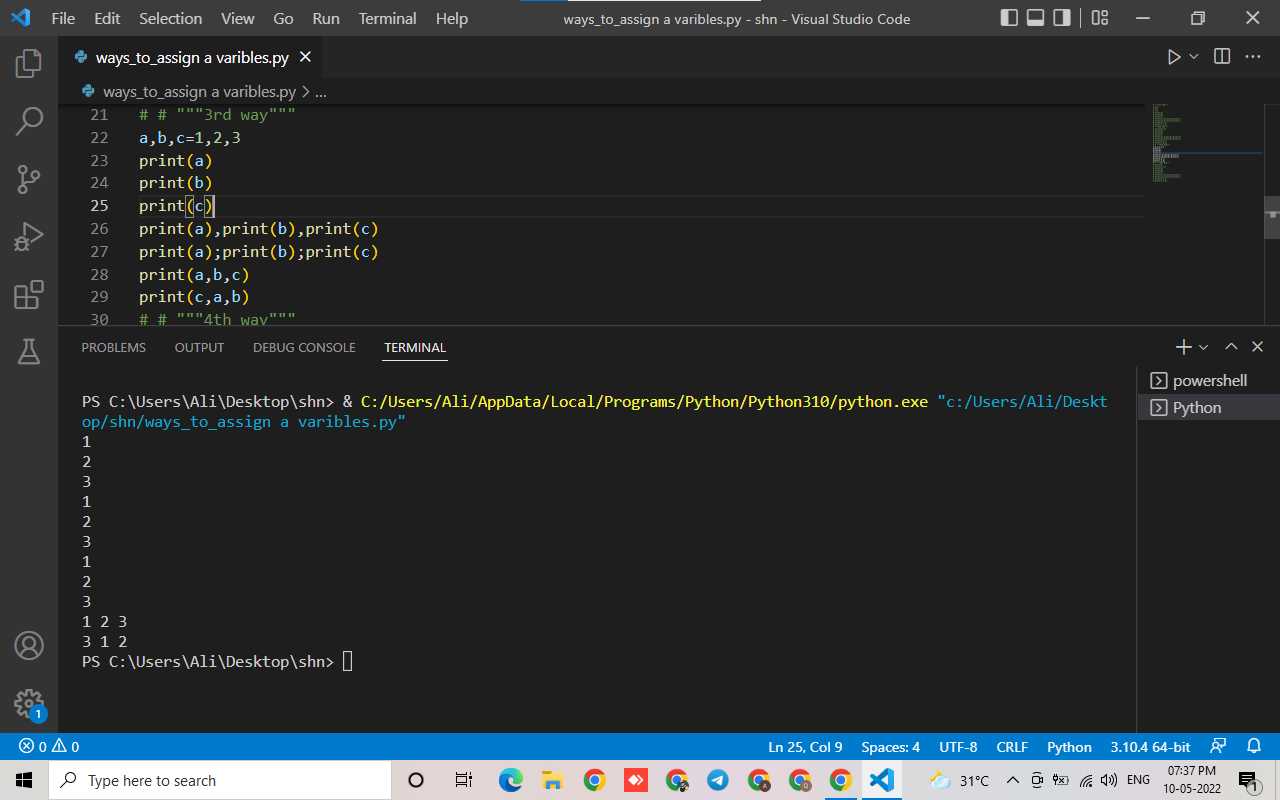 File Edit Selection View Go Run Terminal Help ways_to_assign a varibles.py - shn - Visual Studio Code
ways_to_assign a varibles.py
ways_to_assign a varibles.py > ...
21 # # """3rd way"""
22 a,b,c=1,2,3
23 print(a)
24 print(b)
25 print(c)
26 print(a),print(b),print(c)
27 print(a);print(b);print(c)
28 print(a,b,c)
29 print(c,a,b)
30 # # """4th way"""
PROBLEMS OUTPUT DEBUG CONSOLE TERMINAL
powershell
Python
PS C:\Users\Ali\Desktop\shn> & C:/Users/Ali/AppData/Local/Programs/Python/Python310/python.exe "c:/Users/Ali/Deskt
op/shn/ways_to_assign a varibles.py"
1
2
3
1
2
3
1
2
3
1 2 3
3 1 2
PS C:\Users\Ali\Desktop\shn>
1
0 0 Ln 25, Col 9 Spaces: 4 UTF-8 CRLF Python 3.10.4 64-bit
Type here to search 31°C ENG 07:37 PM
10-05-2022 1